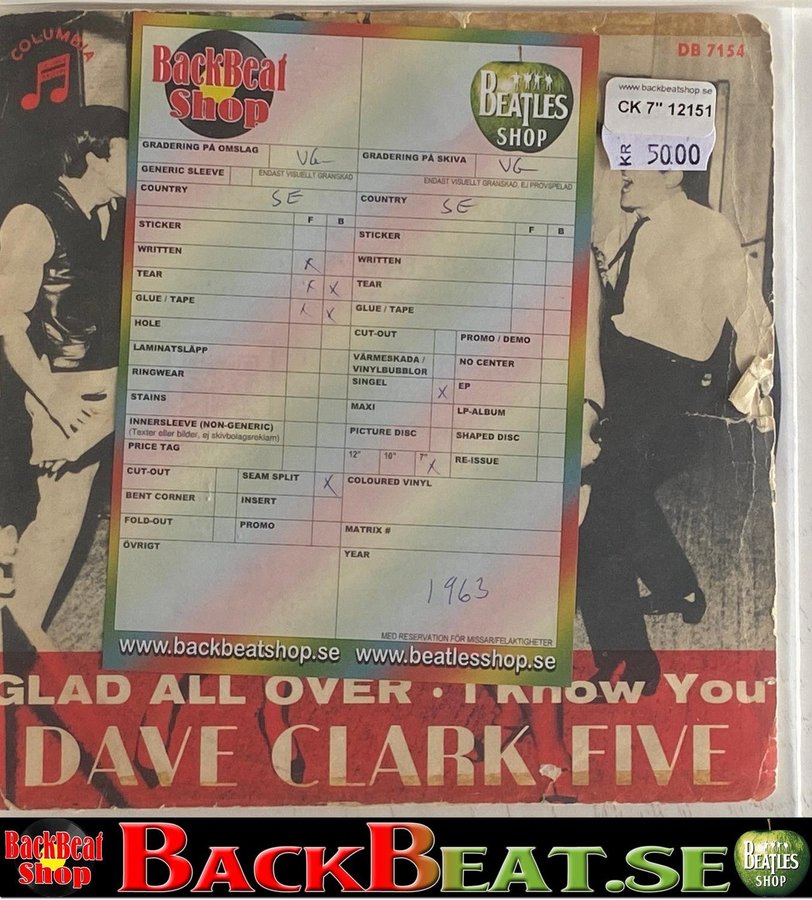 COLUMBIA
DB 7154
BackBeat
Shop
BEATLES
SHOP
www.backbeatshop.se
CK 7" 12151
KR 50.00
GRADERING PÅ OMSLAG VG-
ENDAST VISUELLT GRANSKAD
GENERIC SLEEVE
COUNTRY SE
F B
STICKER
WRITTEN X
TEAR X X
GLUE / TAPE X X
HOLE
LAMINATSLÄPP
RINGWEAR
STAINS
INNERSLEEVE (NON-GENERIC)
(Texter eller bilder, ej skivbolagsreklam)
PRICE TAG
CUT-OUT
SEAM SPLIT X
BENT CORNER
INSERT
FOLD-OUT
PROMO
ÖVRIGT
GRADERING PÅ SKIVA VG-
ENDAST VISUELLT GRANSKAD, EJ PROVSPELAD
COUNTRY SE
F B
STICKER
WRITTEN
TEAR
GLUE / TAPE
CUT-OUT
PROMO / DEMO
VÄRMESKADA /
VINYLBUBBLOR
NO CENTER
SINGEL X
EP
MAXI
LP-ALBUM
PICTURE DISC
SHAPED DISC
12" 10" 7" X
RE-ISSUE
COLOURED VINYL
MATRIX #
YEAR
1963
MED RESERVATION FÖR MISSAR/FELAKTIGHETER
www.backbeatshop.se www.beatlesshop.se
GLAD ALL OVER • I Know You
DAVE CLARK FIVE
BackBeat
Shop
BACKBEAT.SE
BEATLES
SHOP